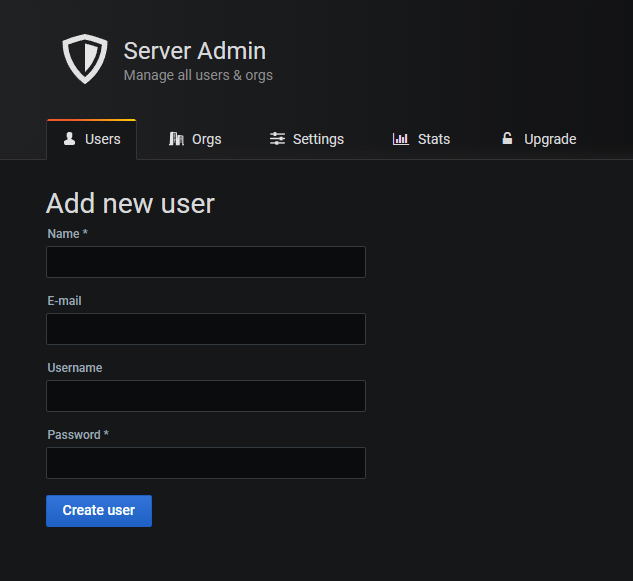 Server Admin
Manage all users & orgs
Users Orgs Settings Stats Upgrade
Add new user
Name *
E-mail
Username
Password *
Create user